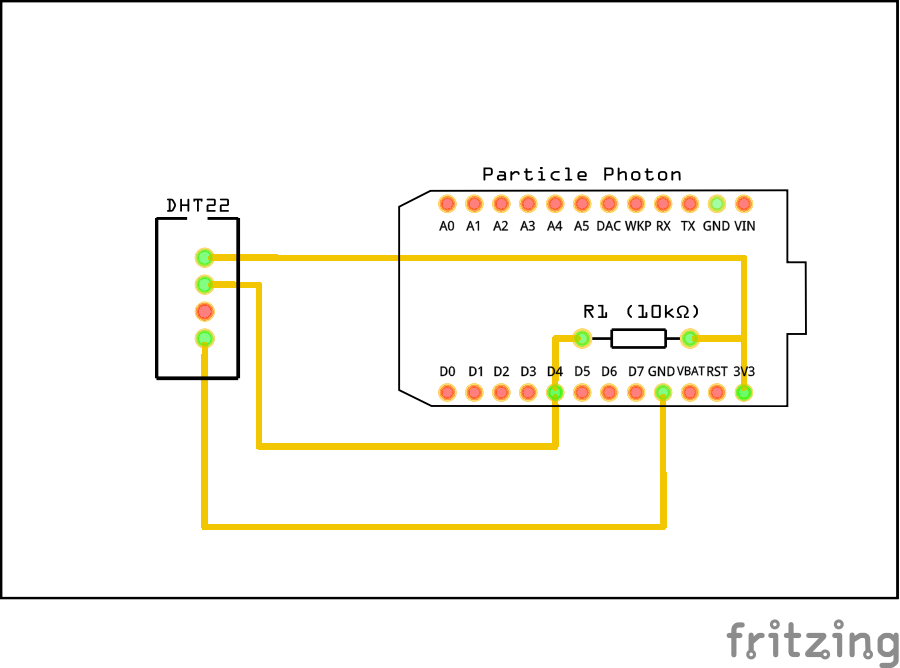 Particle Photon
DHT22
A0 A1 A2 A3 A4 A5 DAC WKP RX TX GND VIN
R1 (10kΩ)
D0 D1 D2 D3 D4 D5 D6 D7 GND VBAT RST 3V3
fritzing